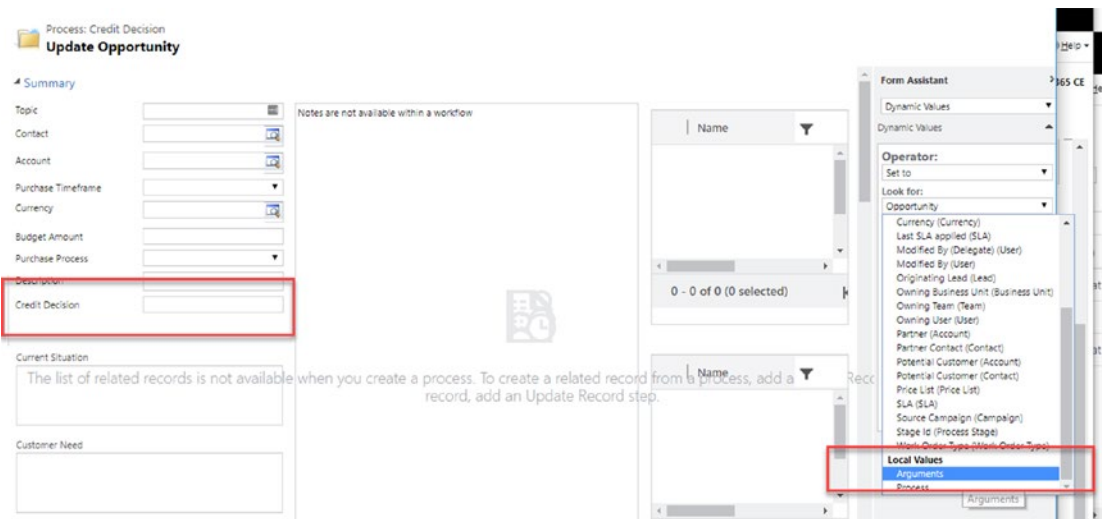 Process: Credit Decision
Update Opportunity
Help
365 CE
Summary
Topic
Contact
Account
Purchase Timeframe
Currency
Budget Amount
Purchase Process
Description
Credit Decision
Current Situation
Customer Need
Notes are not available within a workflow
The list of related records is not available when you create a process. To create a related record from a process, add a
record, add an Update Record step.
Name
0 - 0 of 0 (0 selected)
Name
Form Assistant
Dynamic Values
Dynamic Values
Operator:
Set to
Look for:
Opportunity
Currency (Currency)
Last SLA applied (SLA)
Modified By (Delegate) (User)
Modified By (User)
Originating Lead (Lead)
Owning Business Unit (Business Unit)
Owning Team (Team)
Owning User (User)
Partner (Account)
Partner Contact (Contact)
Potential Customer (Account)
Potential Customer (Contact)
Price List (Price List)
SLA (SLA)
Source Campaign (Campaign)
Stage Id (Process Stage)
Work Order Type (Work Order Type)
Local Values
Arguments
Process
Arguments